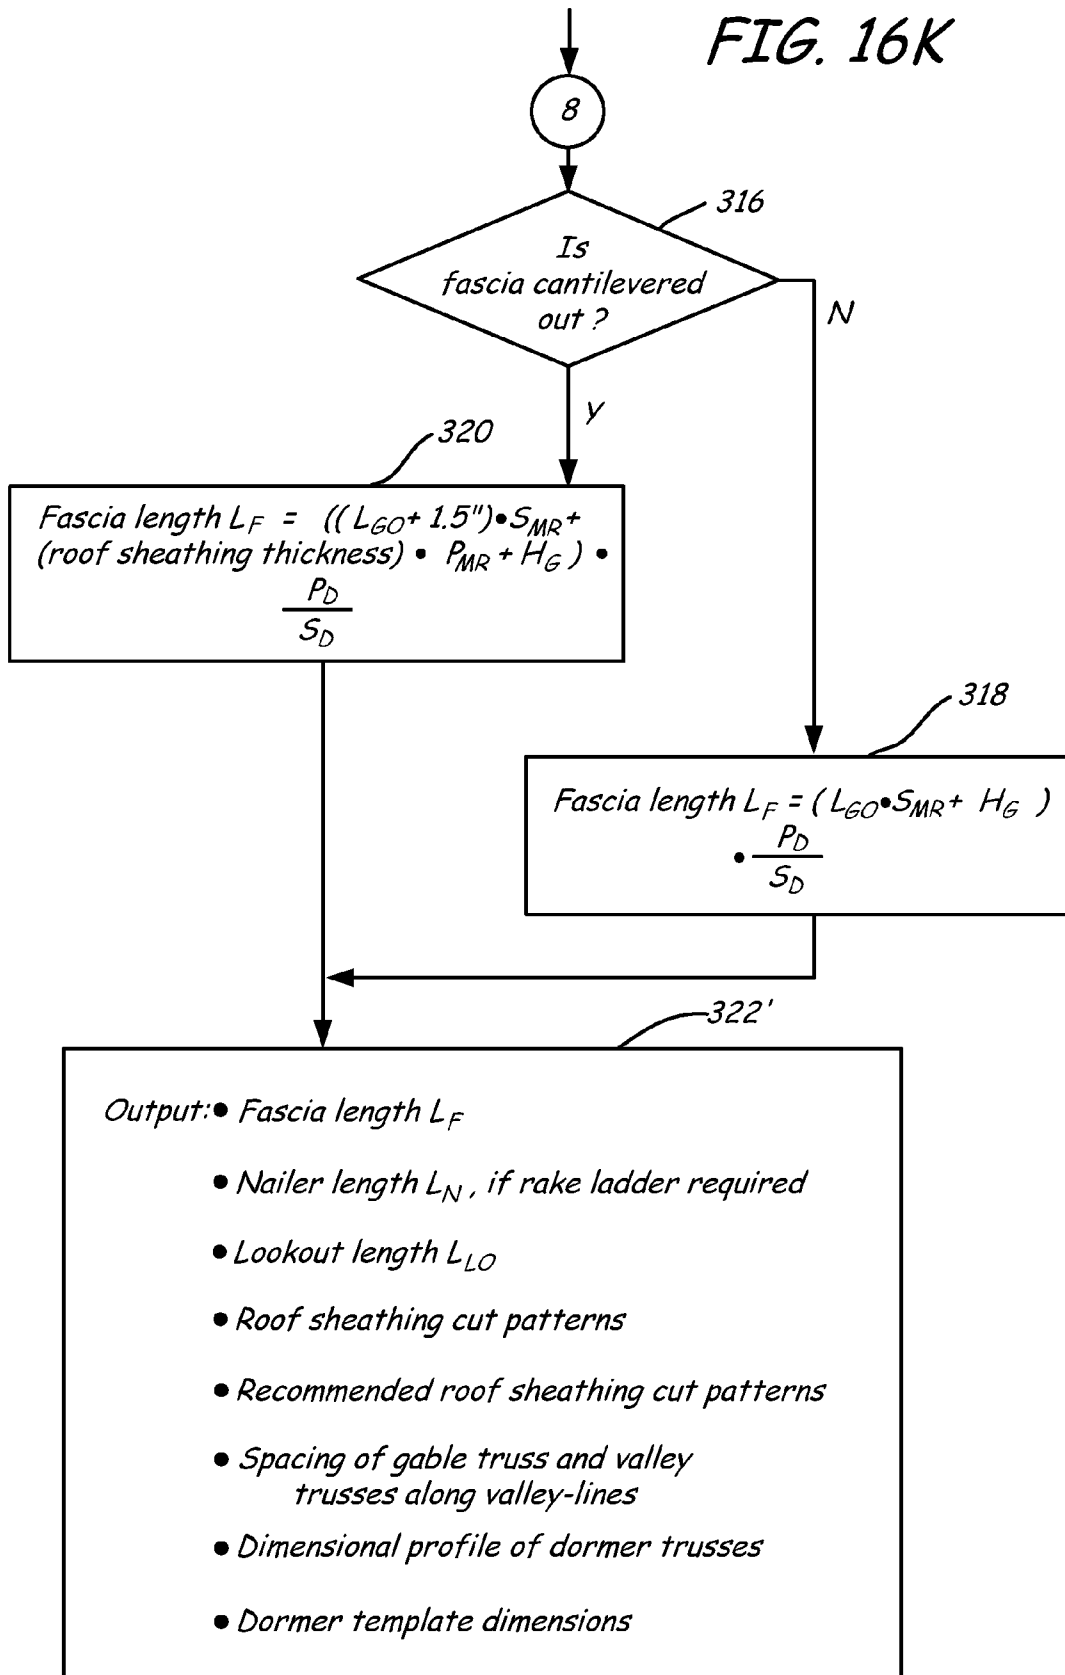 FIG. 16K
8
316
Is
fascia cantilevered
out ?
N
Y
320
Fascia length L_F = ((L_GO + 1.5")•S_MR +
(roof sheathing thickness) • P_MR + H_G ) •
P_D
S_D
318
Fascia length L_F = ( L_GO•S_MR + H_G )
• P_D
S_D
322'
Output: • Fascia length L_F
• Nailer length L_N, if rake ladder required
• Lookout length L_LO
• Roof sheathing cut patterns
• Recommended roof sheathing cut patterns
• Spacing of gable truss and valley
trusses along valley-lines
• Dimensional profile of dormer trusses
• Dormer template dimensions